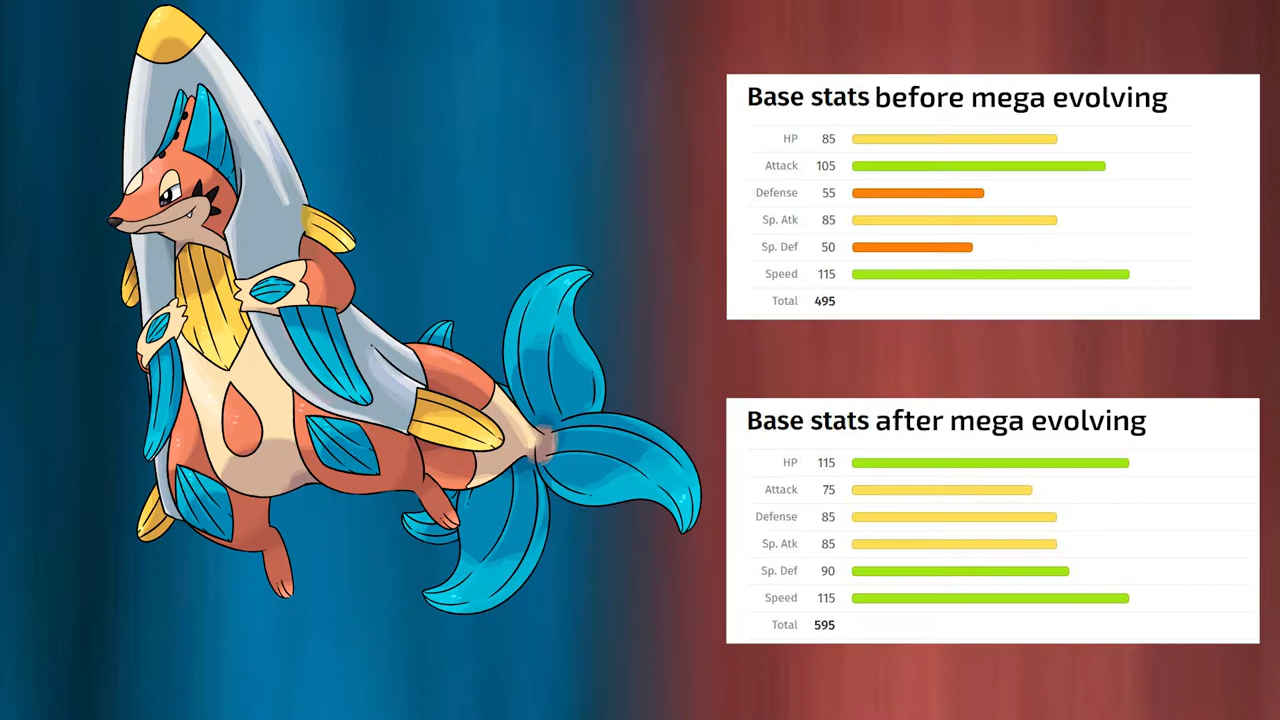 Base stats before mega evolving
HP 85
Attack 105
Defense 55
Sp. Atk 85
Sp. Def 50
Speed 115
Total 495
Base stats after mega evolving
HP 115
Attack 75
Defense 85
Sp. Atk 85
Sp. Def 90
Speed 115
Total 595